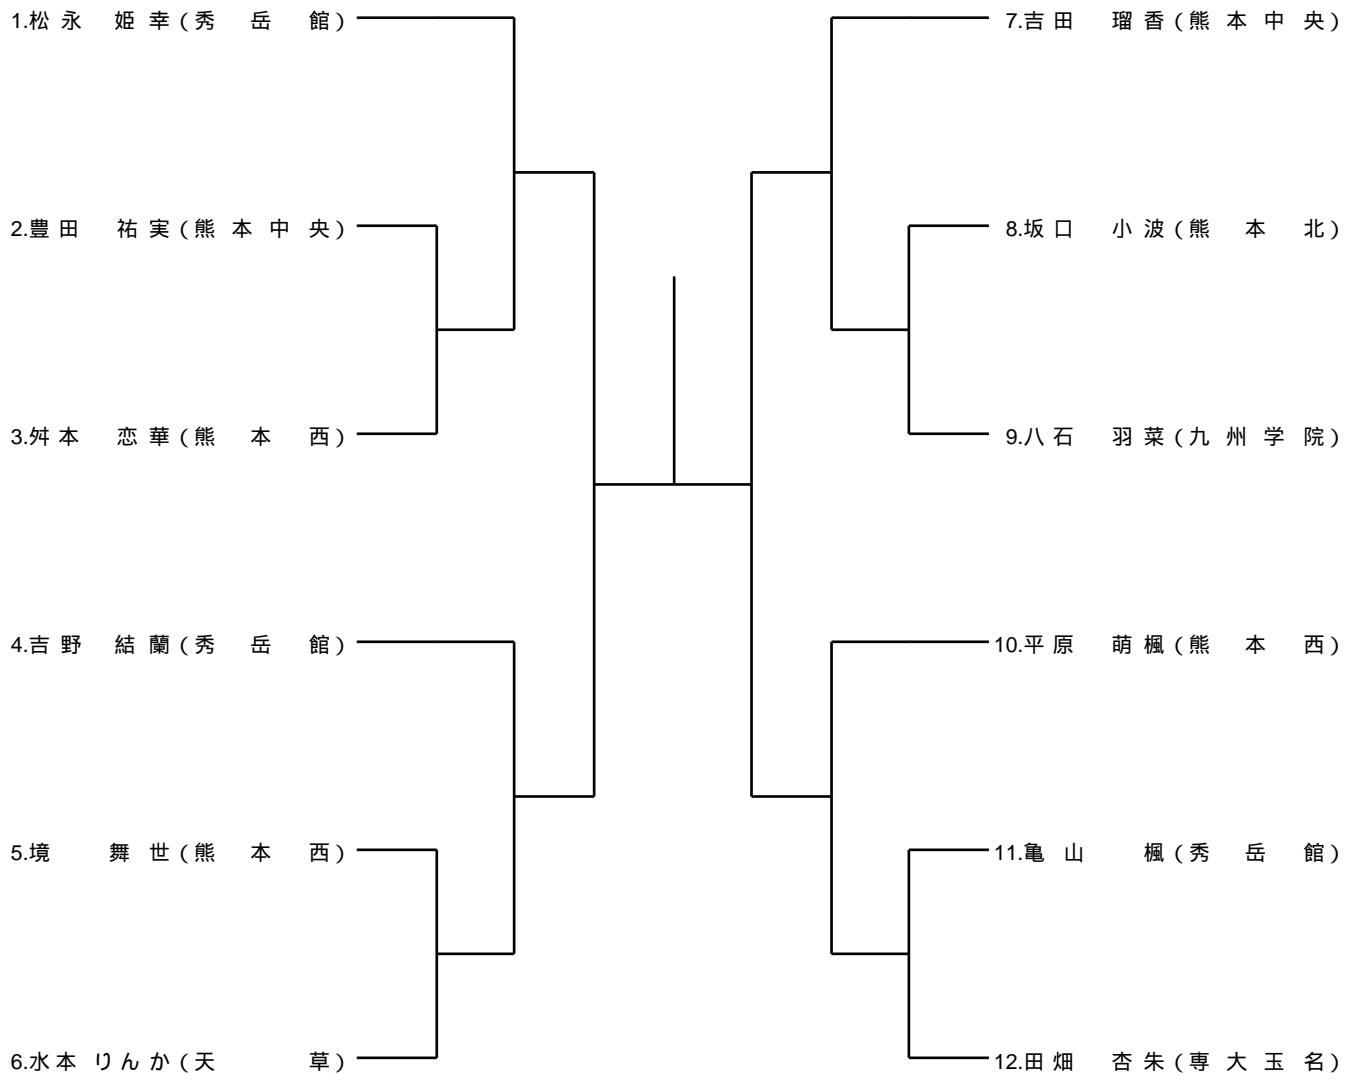 1.松永 姫幸(秀岳館)
2.豊田 祐実(熊本中央)
3.舛本 恋華(熊本西)
4.吉野 結蘭(秀岳館)
5.境 舞世(熊本西)
6.水本 りんか(天草)
7.吉田 瑠香(熊本中央)
8.坂口 小波(熊本北)
9.八石 羽菜(九州学院)
10.平原 萌楓(熊本西)
11.亀山 楓(秀岳館)
12.田畑 杏朱(専大玉名)